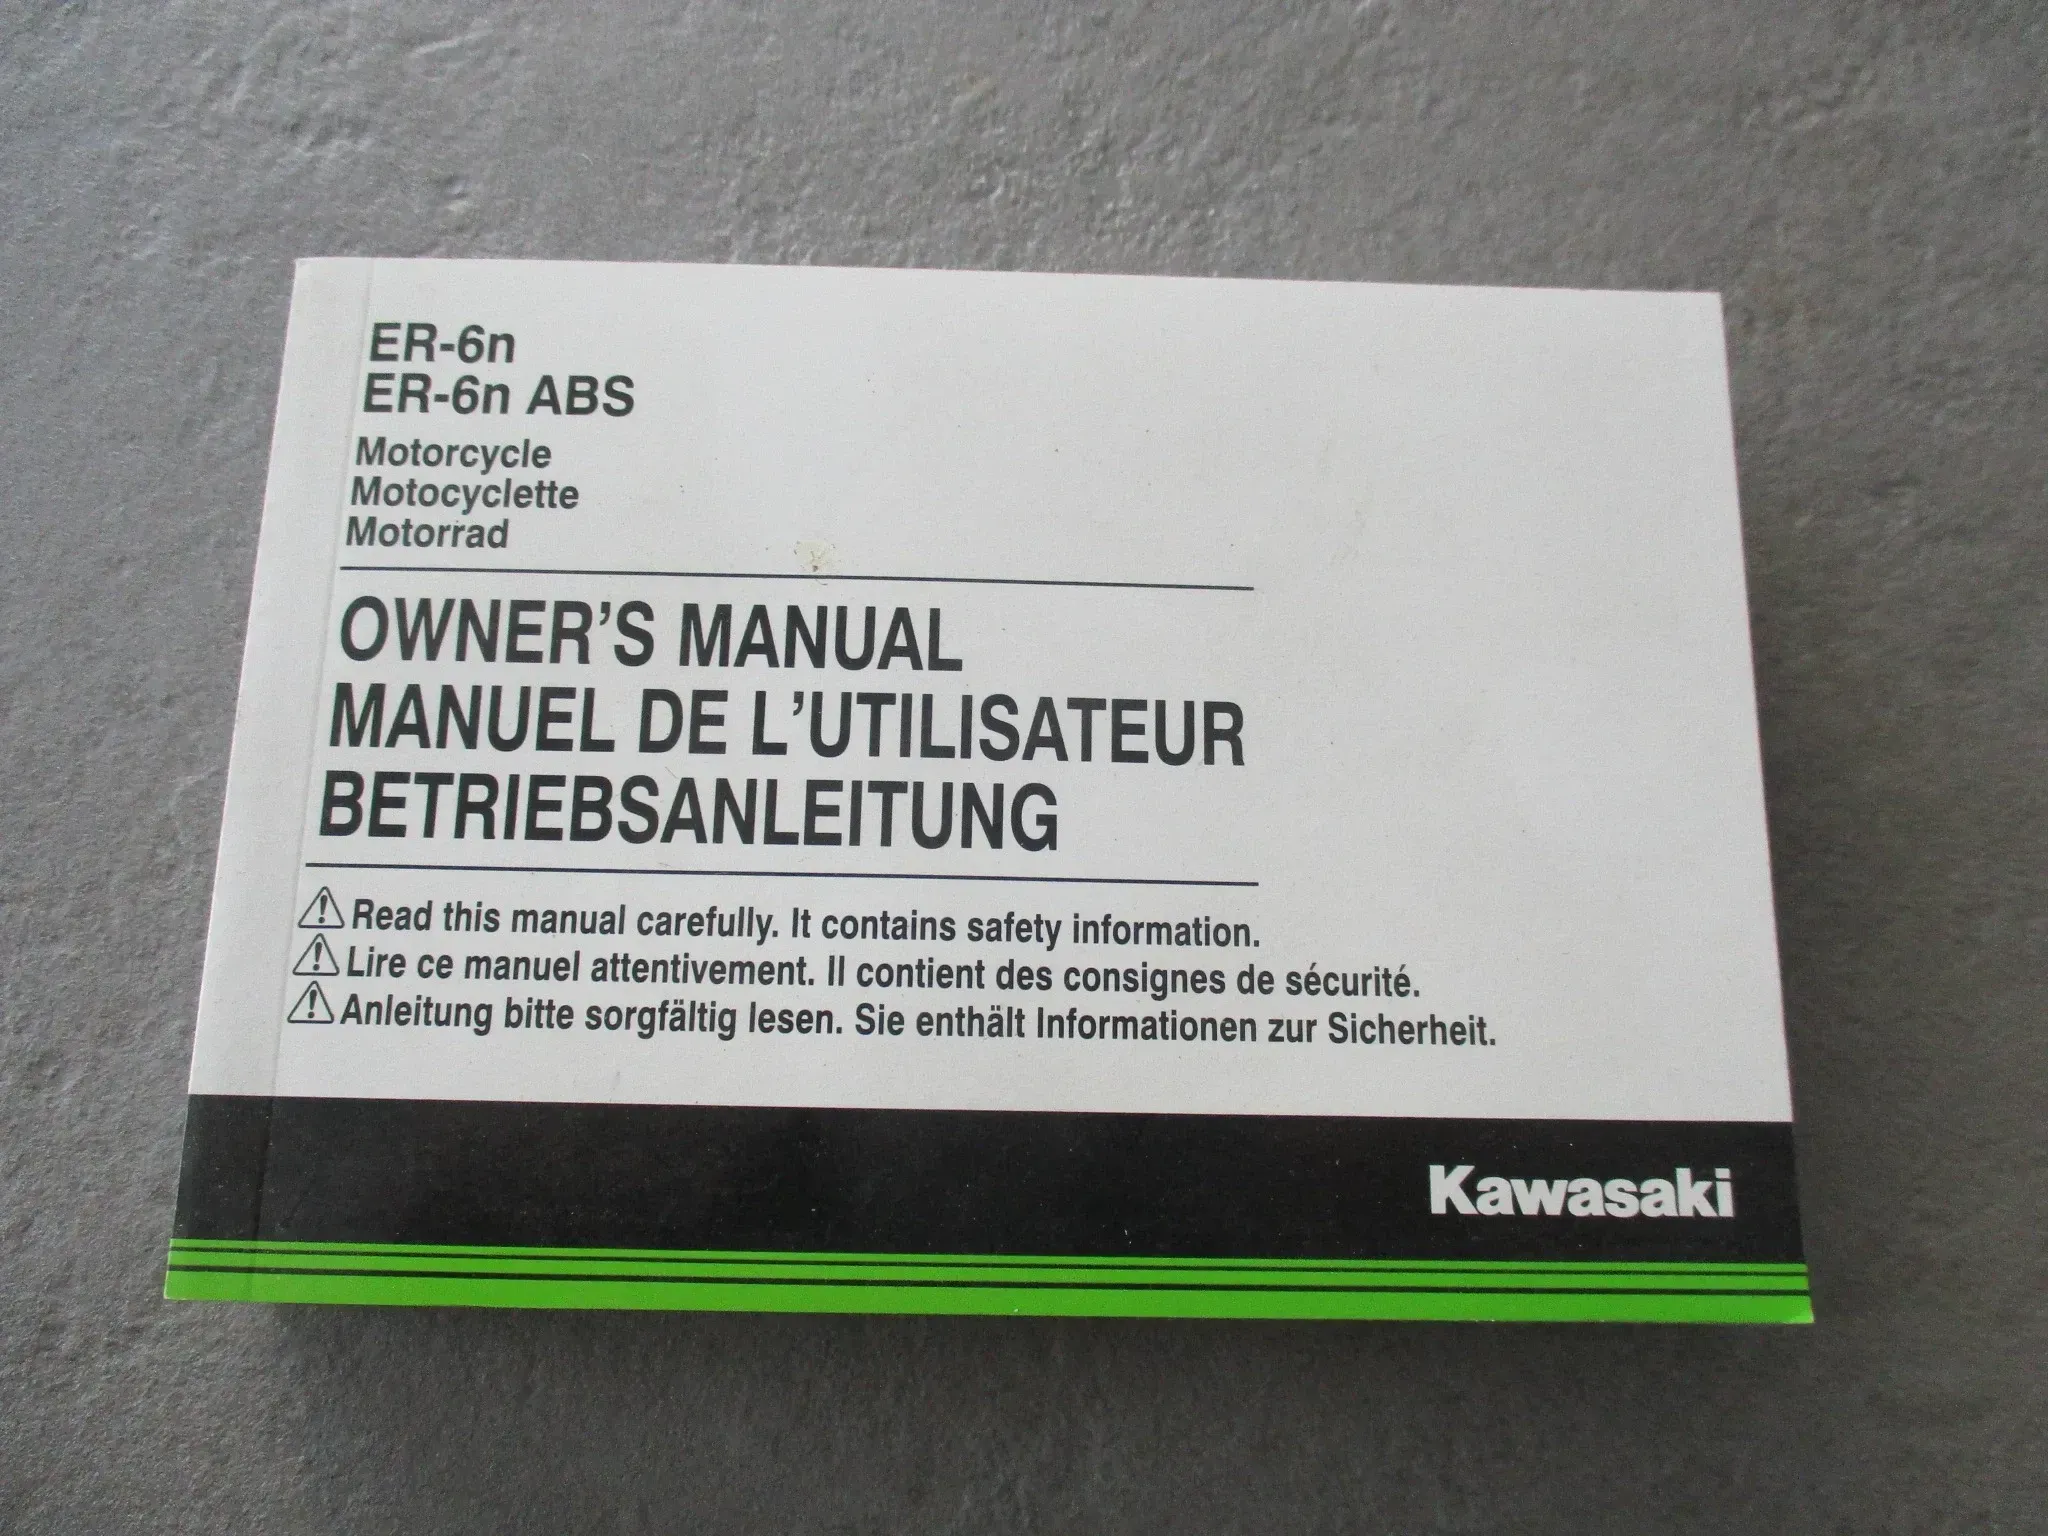 ER-6n
ER-6n ABS
Motorcycle
Motocyclette
Motorrad
OWNER'S MANUAL
MANUEL DE L'UTILISATEUR
BETRIEBSANLEITUNG
Read this manual carefully. It contains safety information.
Lire ce manuel attentivement. Il contient des consignes de sécurité.
Anleitung bitte sorgfältig lesen. Sie enthält Informationen zur Sicherheit.
Kawasaki